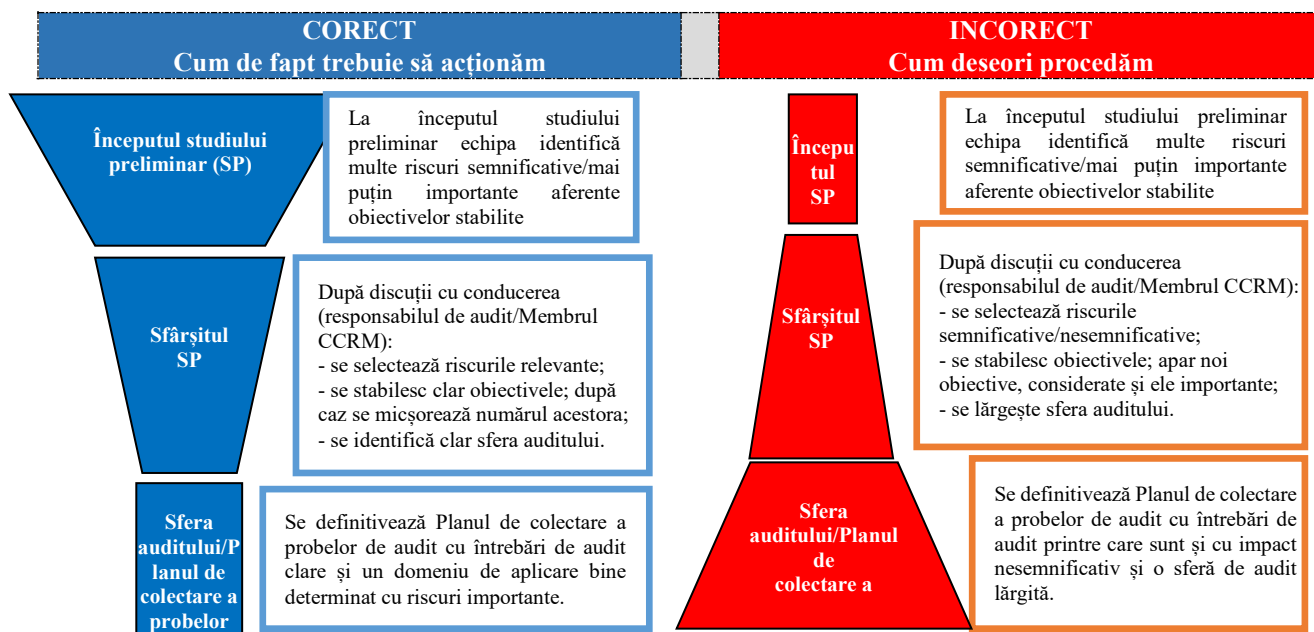 CORECT
Cum de fapt trebuie să acționăm
INCORECT
Cum deseori procedăm
Începutul studiului
preliminar (SP)
La începutul studiului
preliminar echipa identifică
multe riscuri semnificative/mai
puțin importante aferente
obiectivelor stabilite
Începu
tul
SP
La începutul studiului preliminar
echipa identifică multe riscuri
semnificative/mai puțin importante
aferente obiectivelor stabilite
Sfârșitul
SP
După discuții cu conducerea
(responsabilul de audit/Membrul
CCRM):
- se selectează riscurile relevante;
- se stabilesc clar obiectivele; după
caz se micșorează numărul acestora;
- se identifică clar sfera auditului.
Sfârșitul
SP
După discuții cu conducerea
(responsabilul de audit/Membrul CCRM):
- se selectează riscurile
semnificative/nesemnificative;
- se stabilesc obiectivele; apar noi
obiective, considerate și ele importante;
- se lărgește sfera auditului.
Sfera
auditului/P
lanul de
colectare a
probelor
Se definitivează Planul de colectare a
probelor de audit cu întrebări de audit
clare și un domeniu de aplicare bine
determinat cu riscuri importante.
Sfera
auditului/Planul
de
colectare a
Se definitivează Planul de colectare
a probelor de audit cu întrebări de
audit printre care sunt și cu impact
nesemnificativ și o sferă de audit
lărgită.